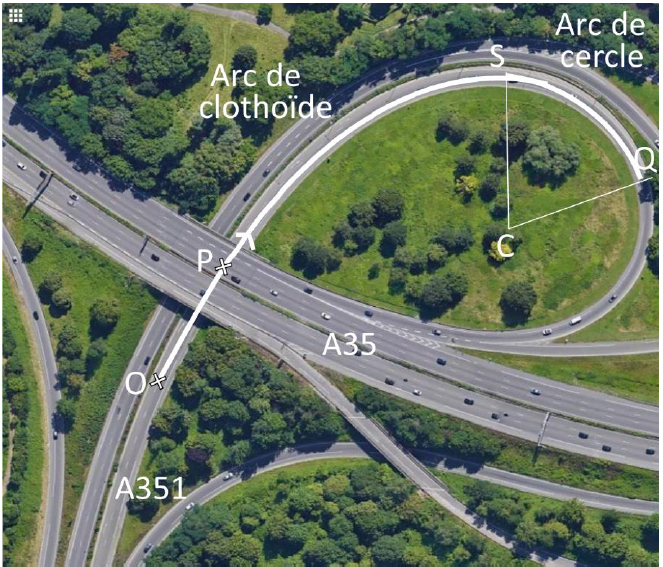 Arc de
cercle
S
Arc de
clothoïde
Q
C
P
A35
O
A351